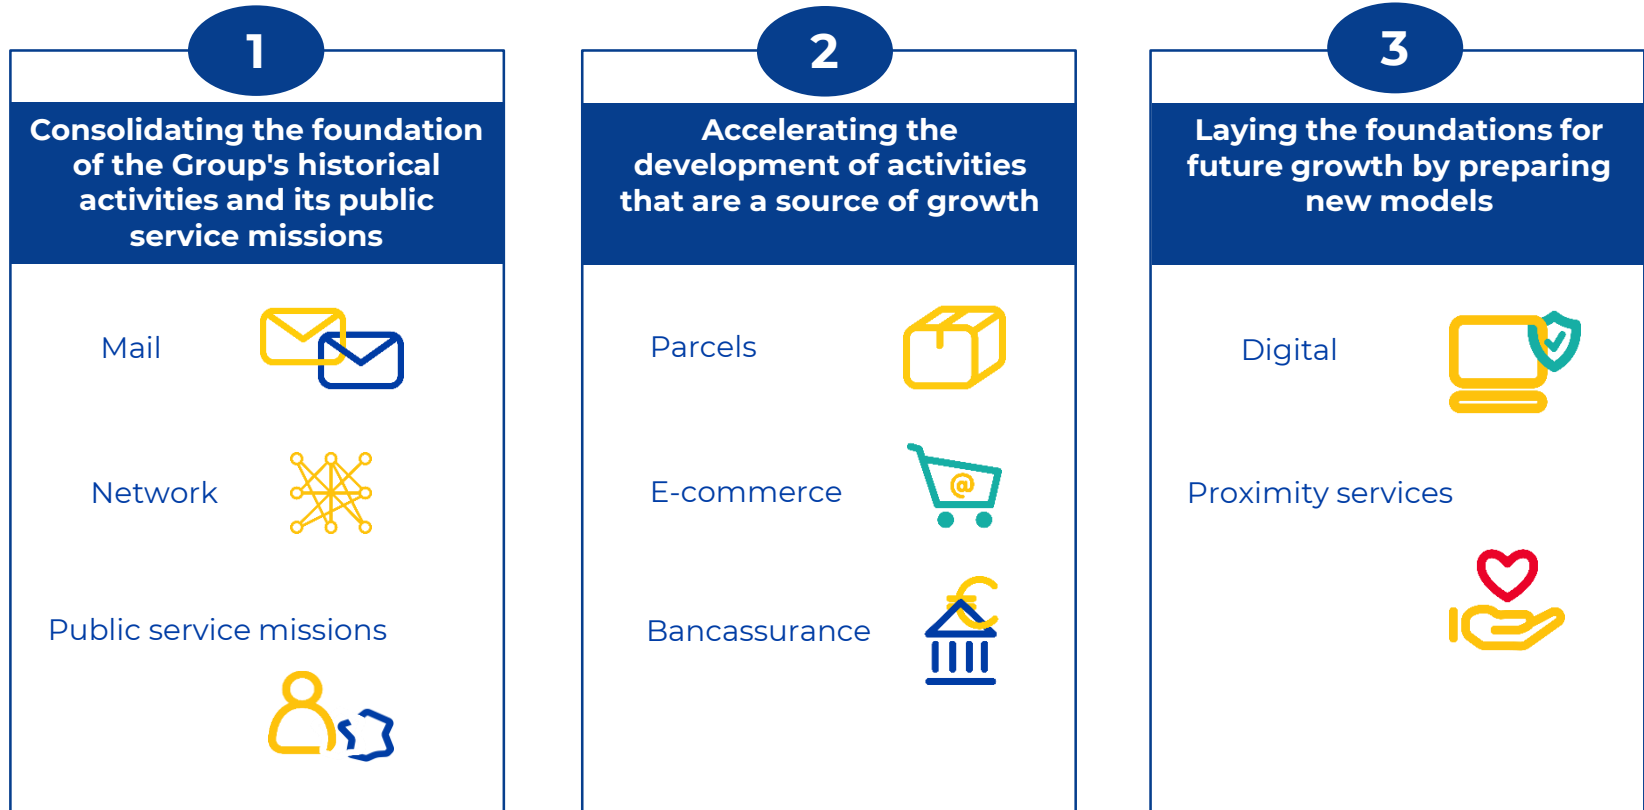 1
Consolidating the foundation
of the Group's historical
activities and its public
service missions
Mail
Network
Public service missions
2
Accelerating the
development of activities
that are a source of growth
Parcels
E-commerce
@
Bancassurance
€
3
Laying the foundations for
future growth by preparing
new models
Digital
Proximity services